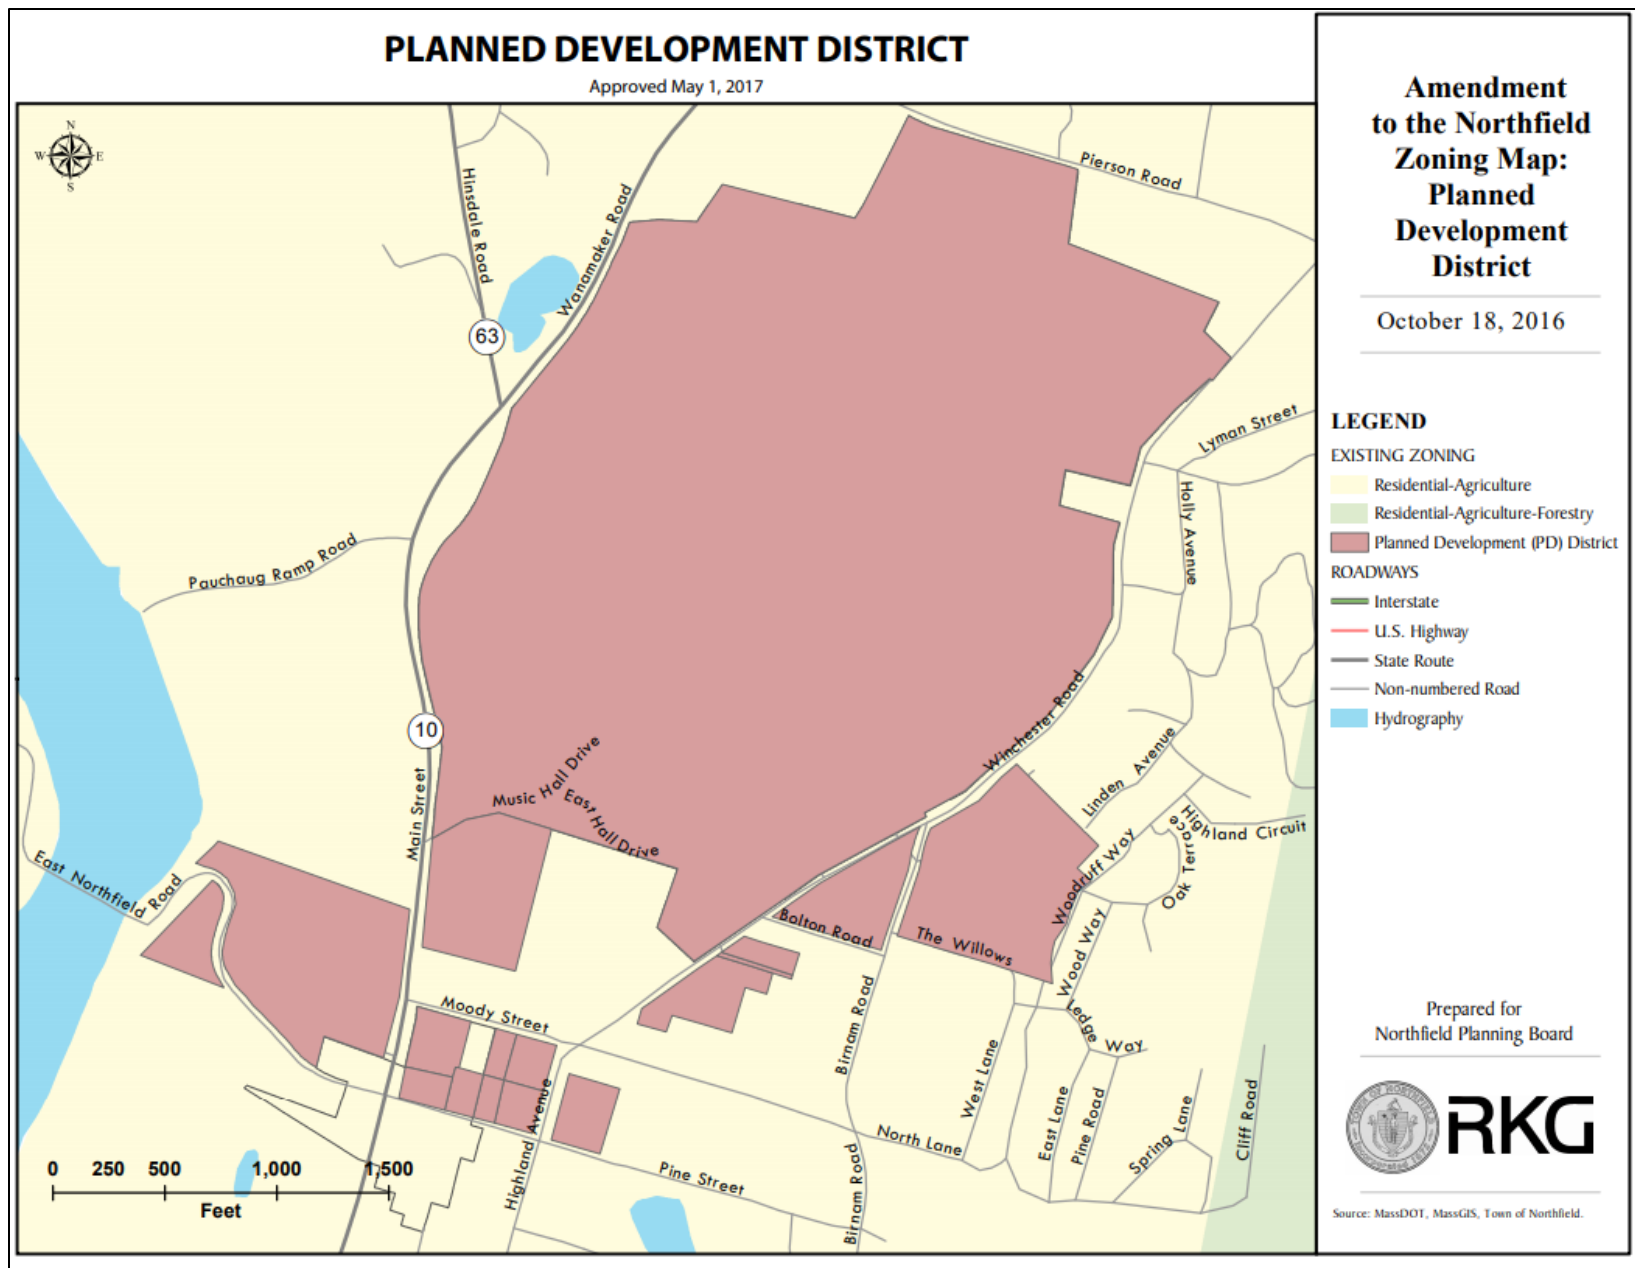 PLANNED DEVELOPMENT DISTRICT
Approved May 1, 2017
N
W
E
S
Hinsdale Road
Wanamaker Road
Pierson Road
63
Lyman Street
Holly Avenue
Pauchaug Ramp Road
10
Main Street
Music Hall Drive
East Hall Drive
Winchester Road
Linden Avenue
Highland Circuit
Oak Terrace
Woodruff Way
East Northfield Road
Bolton Road
The Willows
Wood Way
Moody Street
Birnam Road
Ledge Way
West Lane
East Lane
Pine Road
Spring Lane
Cliff Road
Highland Avenue
North Lane
Pine Street
Birnam Road
0 250 500 1,000 1,500
Feet
Amendment
to the Northfield
Zoning Map:
Planned
Development
District
October 18, 2016
LEGEND
EXISTING ZONING
Residential-Agriculture
Residential-Agriculture-Forestry
Planned Development (PD) District
ROADWAYS
Interstate
U.S. Highway
State Route
Non-numbered Road
Hydrography
Prepared for
Northfield Planning Board
TOWN OF NORTHFIELD
RKG
Source: MassDOT, MassGIS, Town of Northfield.